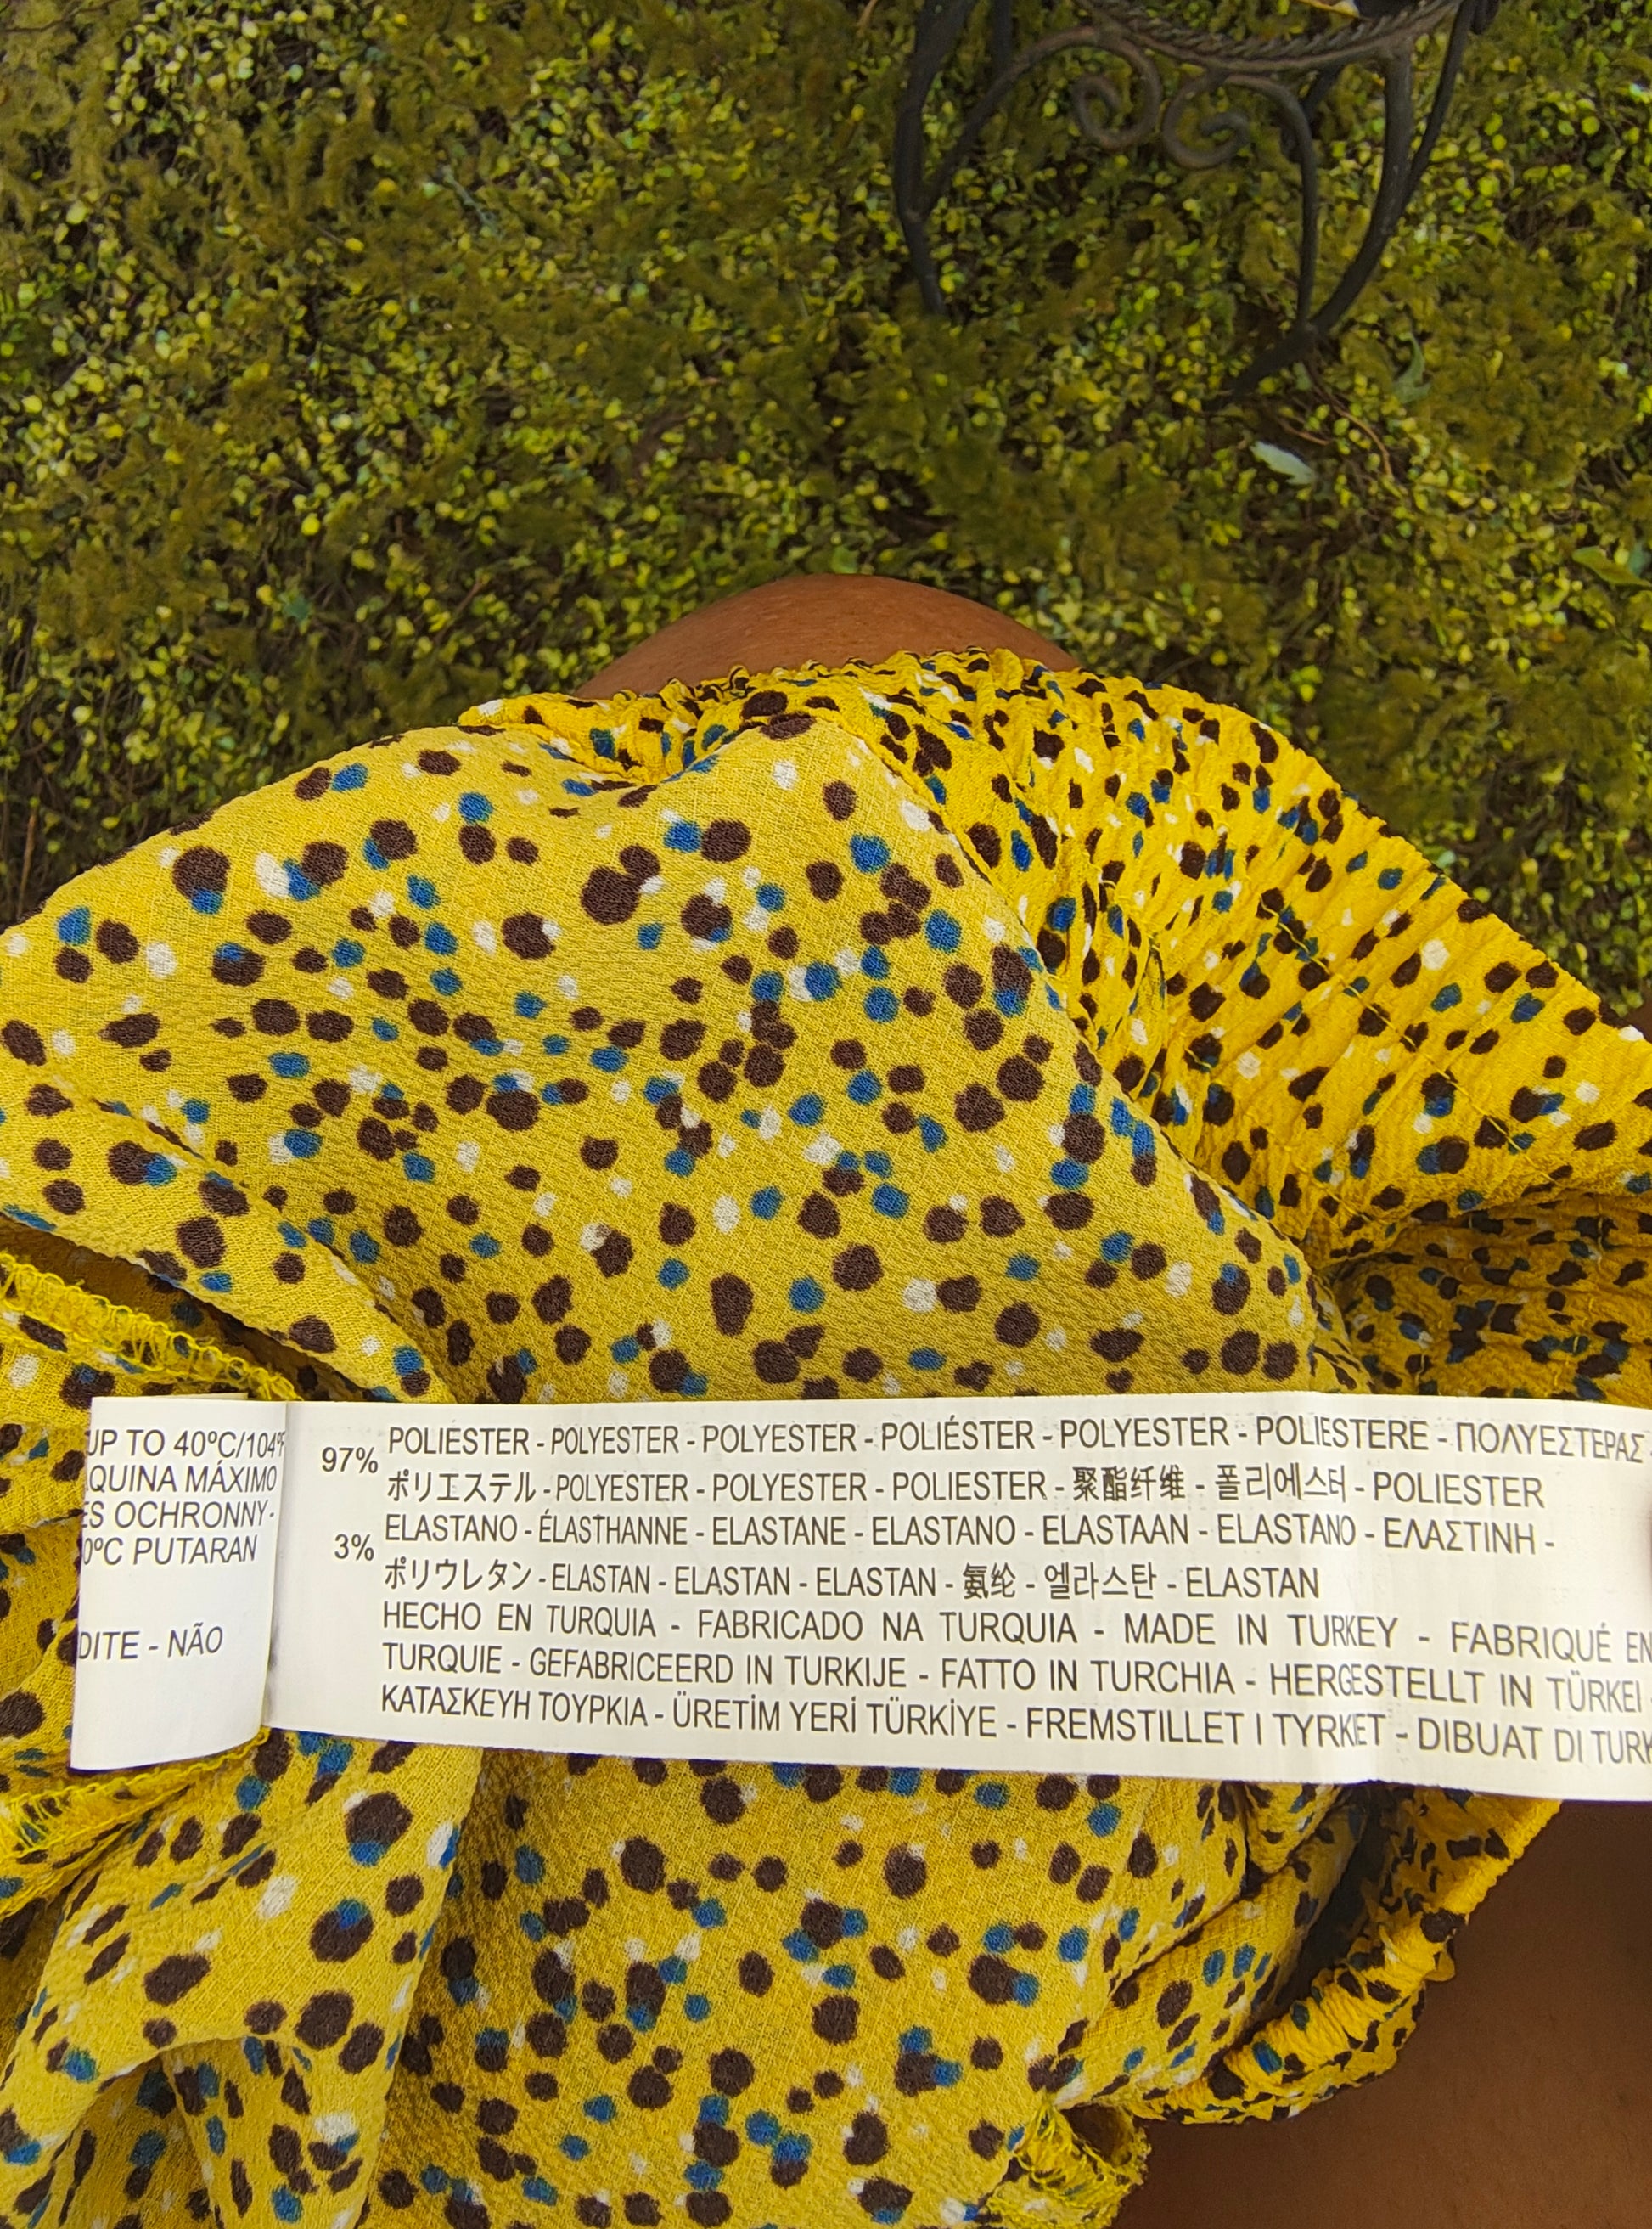 UP TO 40ºC/104ºF
AQUINA MÁXIMO
ES OCHRONNY-
0ºC PUTARAN
DITE - NÃO
97% POLIÉSTER - POLYESTER - POLYESTER - POLIÉSTER - POLYESTER - POLIESTERE - ΠΟΛΥΕΣΤΕΡΑΣ -
ポリエステル - POLYESTER - POLYESTER - POLIESTER - 聚酯纤维 - 폴리에스터 - POLIESTER
3% ELASTANO - ÉLASTHANNE - ELASTANE - ELASTANO - ELASTAAN - ELASTANO - ΕΛΑΣΤΙΝΗ -
ポリウレタン - ELASTAN - ELASTAN - ELASTAN - 氨纶 - 엘라스탄 - ELASTAN
HECHO EN TURQUIA - FABRICADO NA TURQUIA - MADE IN TURKEY - FABRIQUÉ EN
TURQUIE - GEFABRICEERD IN TURKIJE - FATTO IN TURCHIA - HERGESTELLT IN TÜRKEI
ΚΑΤΑΣΚΕΥΗ ΤΟΥΡΚΙΑ - ÜRETİM YERİ TÜRKİYE - FREMSTILLET I TYRKET - DIBUAT DI TURK